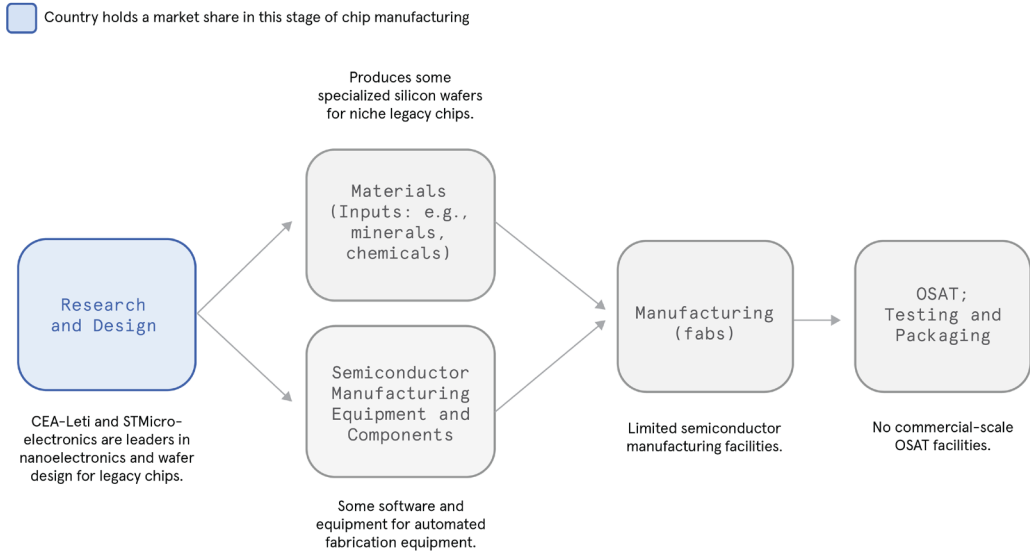 Country holds a market share in this stage of chip manufacturing
Produces some
specialized silicon wafers
for niche legacy chips.
Materials
(Inputs: e.g.,
minerals,
chemicals)
Research
and Design
CEA-Leti and STMicro-
electronics are leaders in
nanoelectronics and wafer
design for legacy chips.
Semiconductor
Manufacturing
Equipment and
Components
Some software and
equipment for automated
fabrication equipment.
Manufacturing
(fabs)
Limited semiconductor
manufacturing facilities.
OSAT;
Testing and
Packaging
No commercial-scale
OSAT facilities.